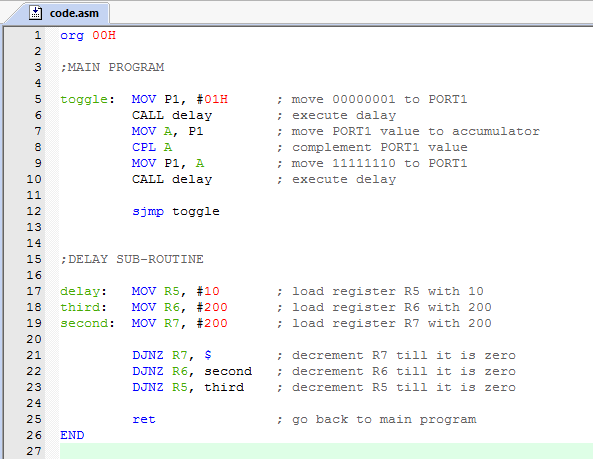 code.asm
1 org 00H
2
3 ;MAIN PROGRAM
4
5 toggle: MOV P1, #01H ; move 00000001 to PORT1
6 CALL delay ; execute dalay
7 MOV A, P1 ; move PORT1 value to accumulator
8 CPL A ; complement PORT1 value
9 MOV P1, A ; move 11111110 to PORT1
10 CALL delay ; execute delay
11
12 sjmp toggle
13
14
15 ;DELAY SUB-ROUTINE
16
17 delay: MOV R5, #10 ; load register R5 with 10
18 third: MOV R6, #200 ; load register R6 with 200
19 second: MOV R7, #200 ; load register R7 with 200
20
21 DJNZ R7, $ ; decrement R7 till it is zero
22 DJNZ R6, second ; decrement R6 till it is zero
23 DJNZ R5, third ; decrement R5 till it is zero
24
25 ret ; go back to main program
26 END
27